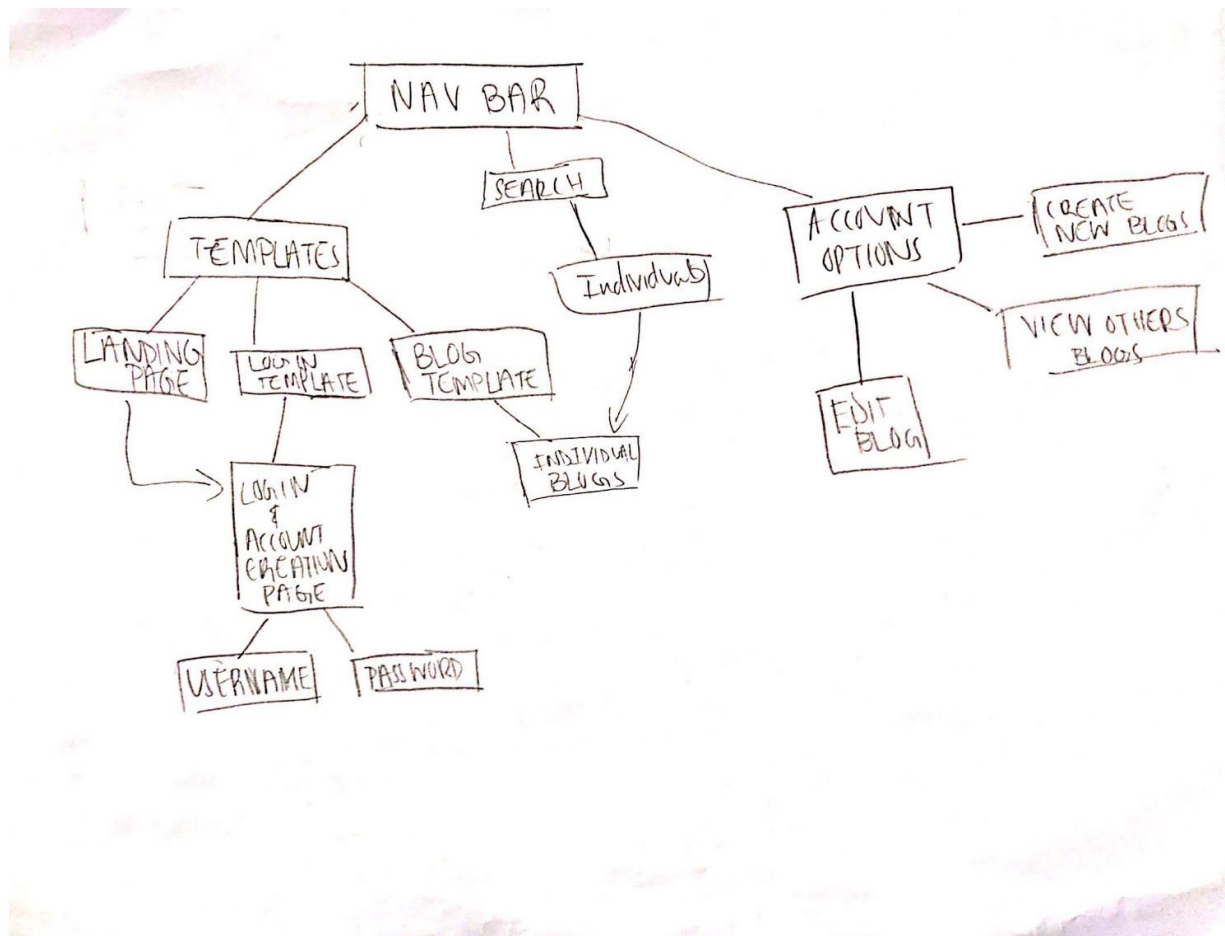 NAV BAR
SEARCH
TEMPLATES
ACCOUNT
OPTIONS
CREATE
NEW BLOGS
Individuals
VIEW OTHERS
BLOGS
LANDING
PAGE
LOGIN
TEMPLATE
BLOG
TEMPLATE
EDIT
BLOG
INDIVIDUAL
BLOGS
LOGIN
&
ACCOUNT
CREATION
PAGE
USERNAME
PASSWORD